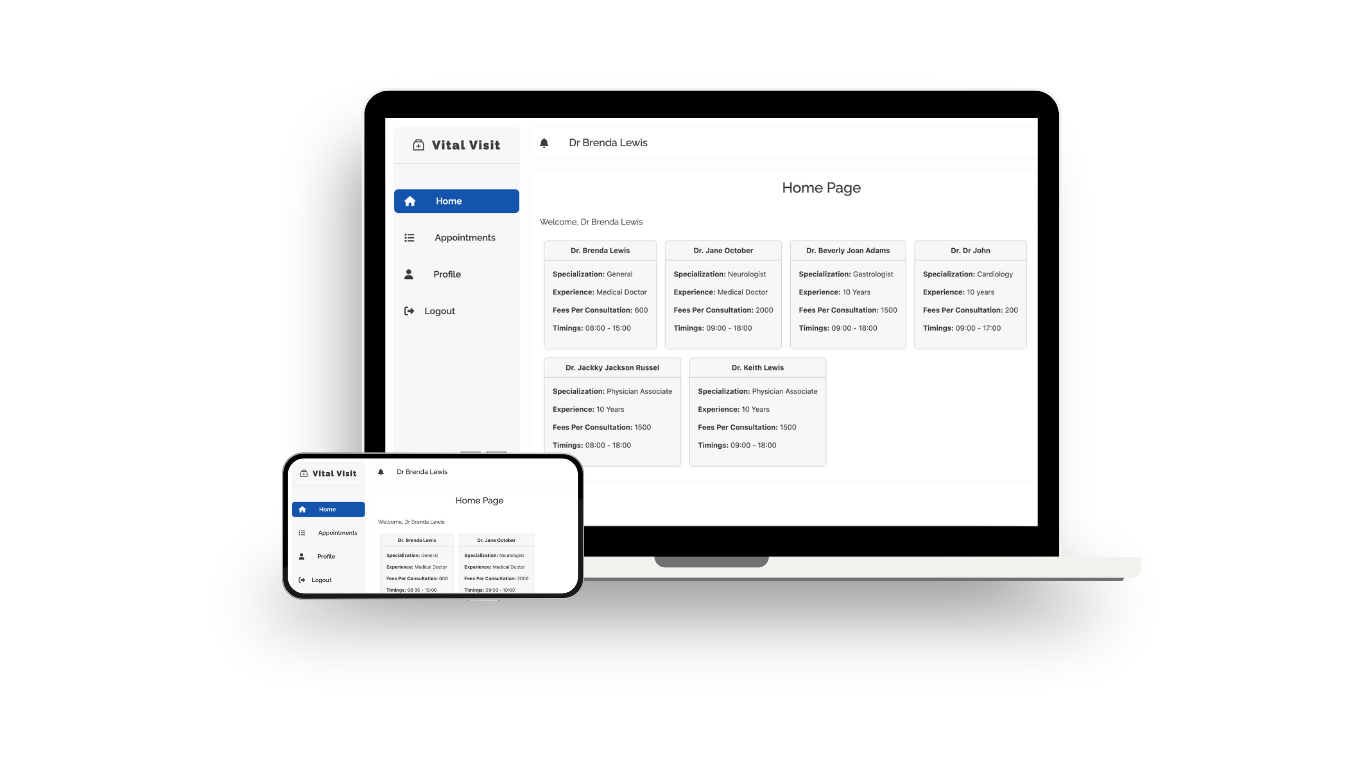 Vital Visit
Dr Brenda Lewis
Home Page
Home
Welcome, Dr Brenda Lewis
Appointments
Profile
Logout
Dr. Brenda Lewis
Specialization: General
Experience: Medical Doctor
Fees Per Consultation: 600
Timings: 08:00 - 15:00
Dr. Jane October
Specialization: Neurologist
Experience: Medical Doctor
Fees Per Consultation: 2000
Timings: 09:00 - 18:00
Dr. Beverly Joan Adams
Specialization: Gastrologist
Experience: 10 Years
Fees Per Consultation: 1500
Timings: 09:00 - 18:00
Dr. Dr John
Specialization: Cardiology
Experience: 10 years
Fees Per Consultation: 200
Timings: 09:00 - 17:00
Dr. Jackky Jackson Russel
Specialization: Physician Associate
Experience: 10 Years
Fees Per Consultation: 1500
Timings: 08:00 - 18:00
Dr. Keith Lewis
Specialization: Physician Associate
Experience: 10 Years
Fees Per Consultation: 1500
Timings: 09:00 - 18:00
Vital Visit
Dr Brenda Lewis
Home Page
Home
Welcome, Dr Brenda Lewis
Appointments
Profile
Logout
Dr. Brenda Lewis
Specialization: General
Experience: Medical Doctor
Fees Per Consultation: 600
Timings: 08:00 - 15:00
Dr. Jane October
Specialization: Neurologist
Experience: Medical Doctor
Fees Per Consultation: 2000
Timings: 09:00 - 18:00